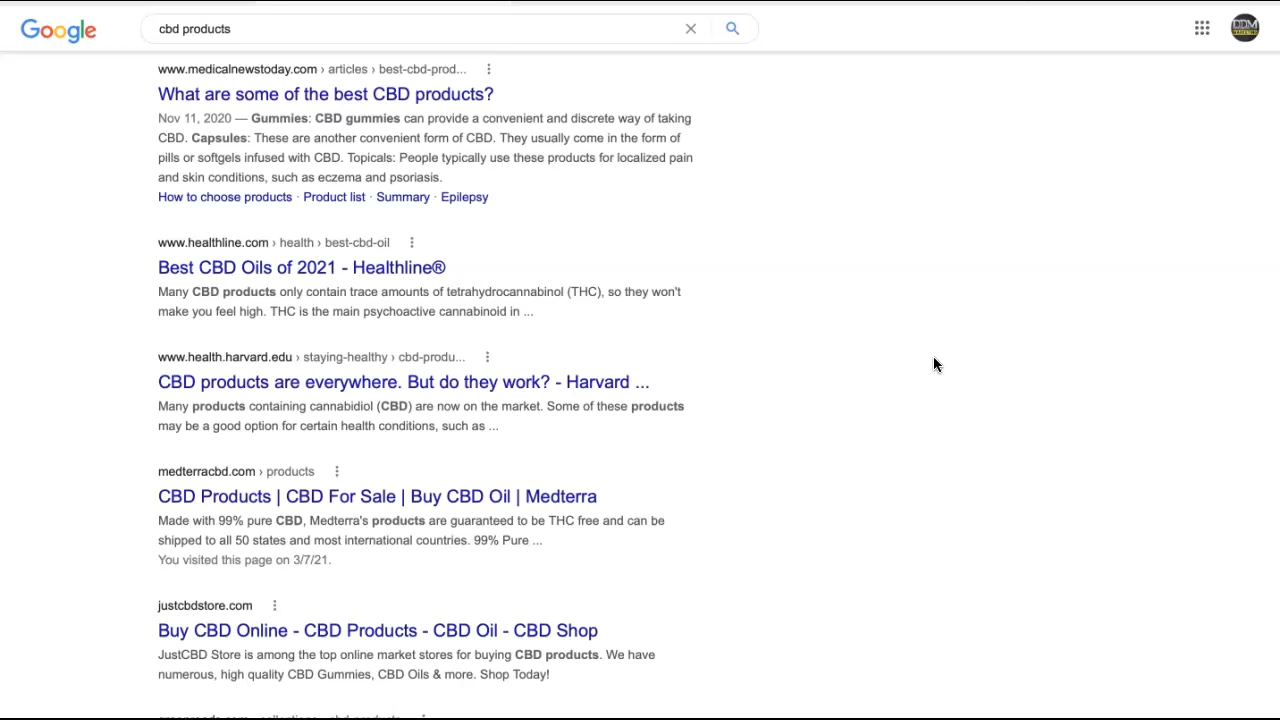 Google
cbd products
DDM
www.medicalnewstoday.com › articles › best-cbd-prod...
What are some of the best CBD products?
Nov 11, 2020 — Gummies: CBD gummies can provide a convenient and discrete way of taking
CBD. Capsules: These are another convenient form of CBD. They usually come in the form of
pills or softgels infused with CBD. Topicals: People typically use these products for localized pain
and skin conditions, such as eczema and psoriasis.
How to choose products · Product list · Summary · Epilepsy
www.healthline.com › health › best-cbd-oil
Best CBD Oils of 2021 - Healthline®
Many CBD products only contain trace amounts of tetrahydrocannabinol (THC), so they won't
make you feel high. THC is the main psychoactive cannabinoid in ...
www.health.harvard.edu › staying-healthy › cbd-produ...
CBD products are everywhere. But do they work? - Harvard ...
Many products containing cannabidiol (CBD) are now on the market. Some of these products
may be a good option for certain health conditions, such as ...
medterracbd.com › products
CBD Products | CBD For Sale | Buy CBD Oil | Medterra
Made with 99% pure CBD, Medterra's products are guaranteed to be THC free and can be
shipped to all 50 states and most international countries. 99% Pure ...
You visited this page on 3/7/21.
justcbdstore.com
Buy CBD Online - CBD Products - CBD Oil - CBD Shop
JustCBD Store is among the top online market stores for buying CBD products. We have
numerous, high quality CBD Gummies, CBD Oils & more. Shop Today!